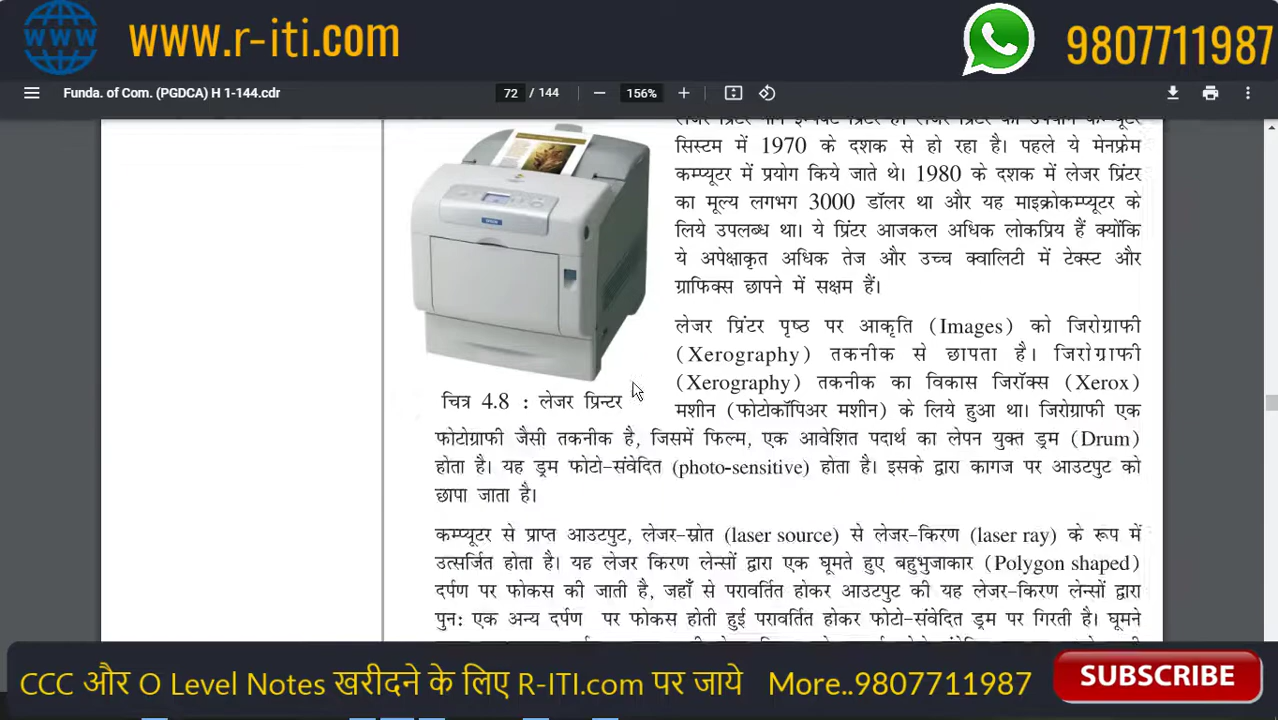 www.r-iti.com
9807711987
WWW
Funda. of Com. (PGDCA) H 1-144.cdr
72 / 144
156%
सिस्टम में 1970 के दशक से हो रहा है। पहले ये मेनफ्रेम
कम्प्यूटर में प्रयोग किये जाते थे। 1980 के दशक में लेजर प्रिंटर
का मूल्य लगभग 3000 डॉलर था और यह माइक्रोकम्प्यूटर के
लिये उपलब्ध था। ये प्रिंटर आजकल अधिक लोकप्रिय हैं क्योंकि
ये अपेक्षाकृत अधिक तेज और उच्च क्वालिटी में टेक्स्ट और
ग्राफिक्स छापने में सक्षम हैं।
लेजर प्रिंटर पृष्ठ पर आकृति (Images) को जिरोग्राफी
(Xerography) तकनीक से छापता है। जिरोग्राफी
(Xerography) तकनीक का विकास जिरॉक्स (Xerox)
चित्र 4.8 : लेजर प्रिन्टर
मशीन (फोटोकॉपिअर मशीन) के लिये हुआ था। जिरोग्राफी एक
फोटोग्राफी जैसी तकनीक है, जिसमें फिल्म, एक आवेशित पदार्थ का लेपन युक्त ड्रम (Drum)
होता है। यह ड्रम फोटो-संवेदित (photo-sensitive) होता है। इसके द्वारा कागज पर आउटपुट को
छापा जाता है।
कम्प्यूटर से प्राप्त आउटपुट, लेजर-स्रोत (laser source) से लेजर-किरण (laser ray) के रूप में
उत्सर्जित होता है। यह लेजर किरण लेन्सों द्वारा एक घूमते हुए बहुभुजाकार (Polygon shaped)
दर्पण पर फोकस की जाती है, जहाँ से परावर्तित होकर आउटपुट की यह लेजर-किरण लेन्सों द्वारा
पुन: एक अन्य दर्पण पर फोकस होती हुई परावर्तित होकर फोटो-संवेदित ड्रम पर गिरती है। घूमने
CCC और O Level Notes खरीदने के लिए R-ITI.com पर जाये More..9807711987
SUBSCRIBE